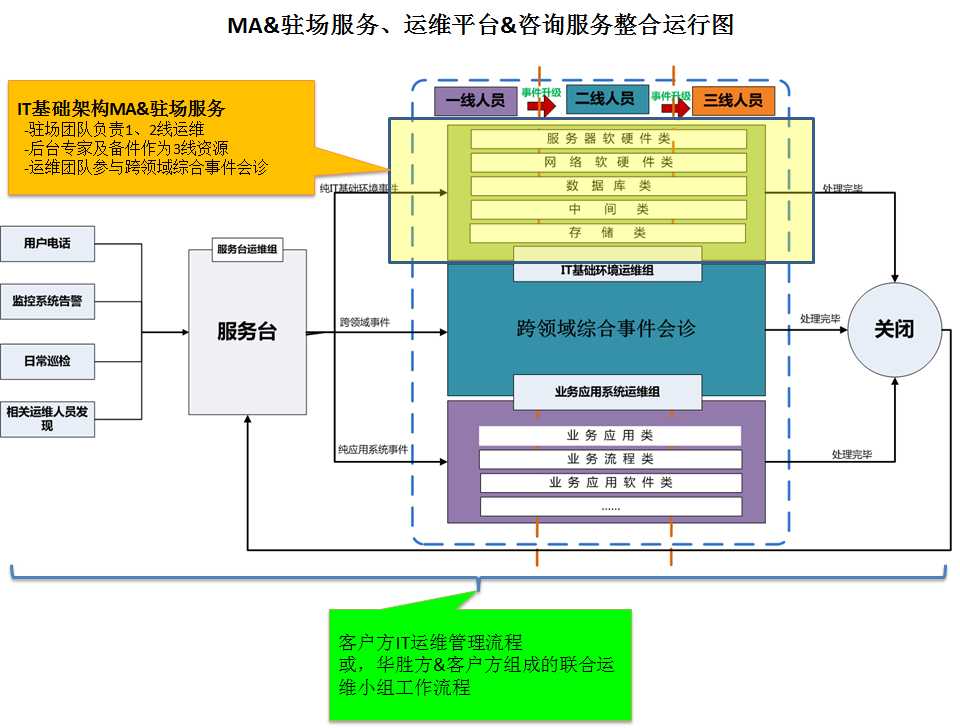 MA&驻场服务、运维平台&咨询服务整合运行图
IT基础架构MA&驻场服务
-驻场团队负责1、2线运维
-后台专家及备件作为3线资源
-运维团队参与跨领域综合事件会诊
一线人员
事件升级
二线人员
事件升级
三线人员
服务器软硬件类
网络软硬件类
数据库类
中间类
存储类
IT基础环境运维组
纯IT基础环境事件
处理完毕
用户电话
监控系统告警
日常巡检
相关运维人员发
现
服务台运维组
服务台
跨领域事件
跨领域综合事件会诊
处理完毕
关闭
业务应用系统运维组
纯应用系统事件
业务应用类
业务流程类
业务应用软件类
......
处理完毕
客户方IT运维管理流程
或，华胜方&客户方组成的联合运
维小组工作流程